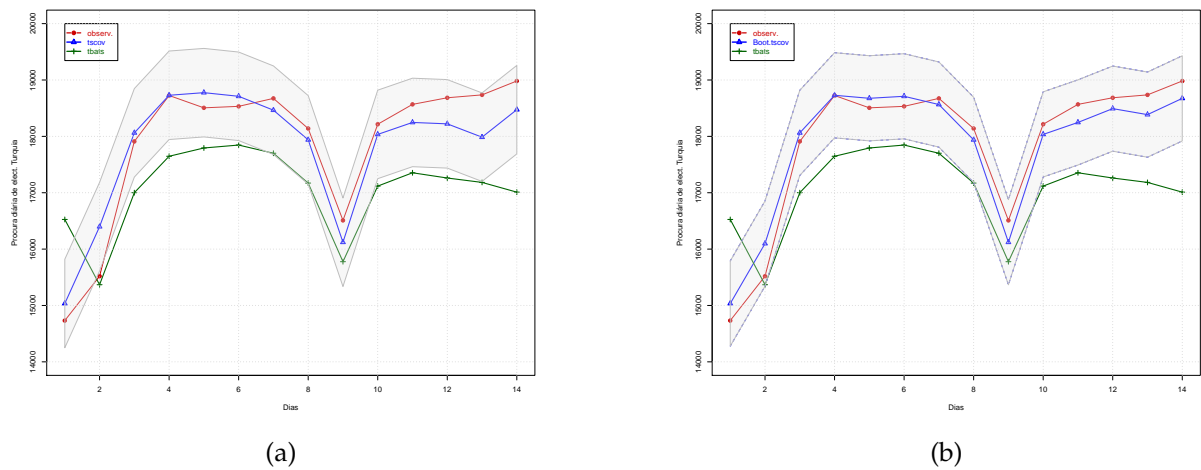 observ.
tscov
tbats
20000
19000
18000
17000
16000
15000
14000
Procura diária de elect. Turquia
2 4 6 8 10 12 14
Dias
(a)
observ.
Boot.tscov
tbats
20000
19000
18000
17000
16000
15000
14000
Procura diária de elect. Turquia
2 4 6 8 10 12 14
Dias
(b)